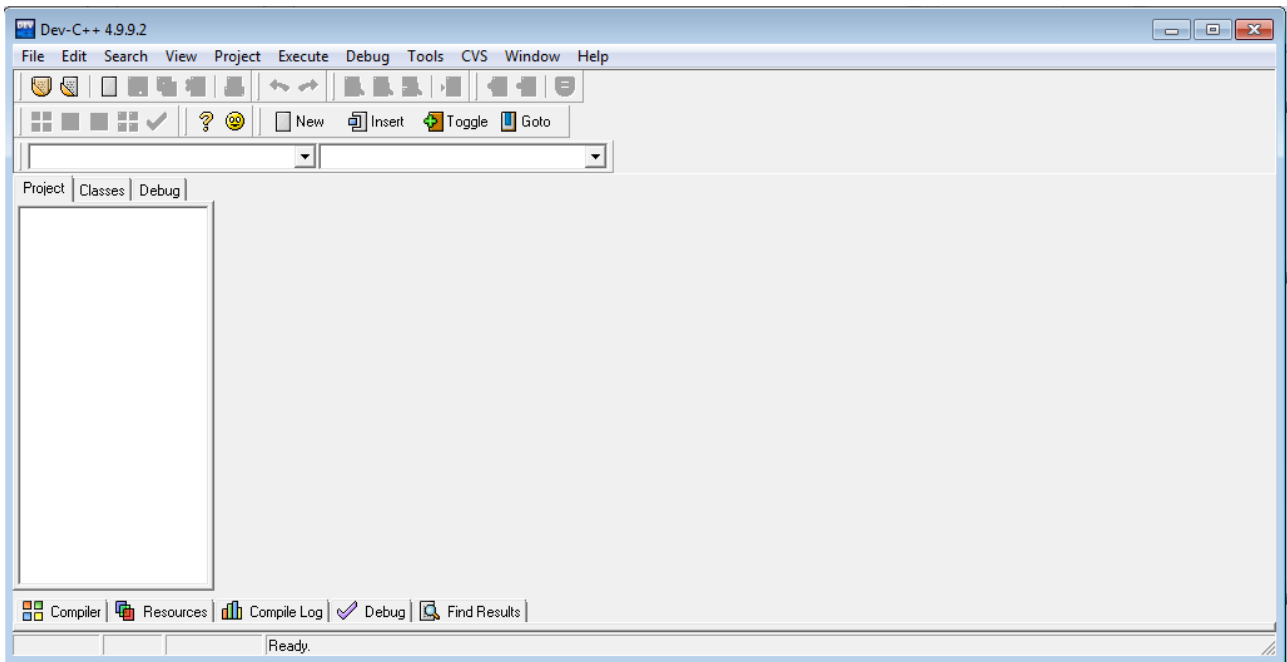 Dev-C++ 4.9.9.2
File Edit Search View Project Execute Debug Tools CVS Window Help
New Insert Toggle Goto
Project Classes Debug
Compiler Resources Compile Log Debug Find Results
Ready.